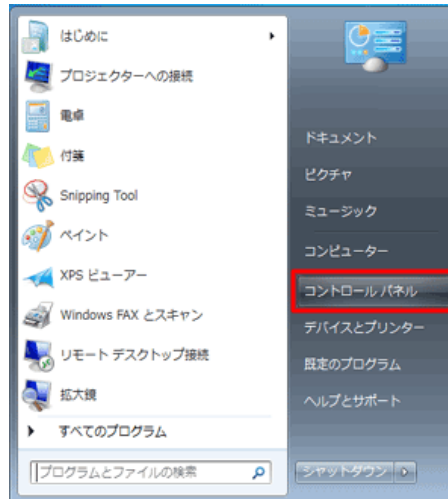 はじめに
プロジェクターへの接続
電卓
付箋
Snipping Tool
ペイント
XPS ビューアー
Windows FAX とスキャン
リモート デスクトップ接続
拡大鏡
すべてのプログラム
プログラムとファイルの検索
ドキュメント
ピクチャ
ミュージック
コンピューター
コントロール パネル
デバイスとプリンター
既定のプログラム
ヘルプとサポート
シャットダウン